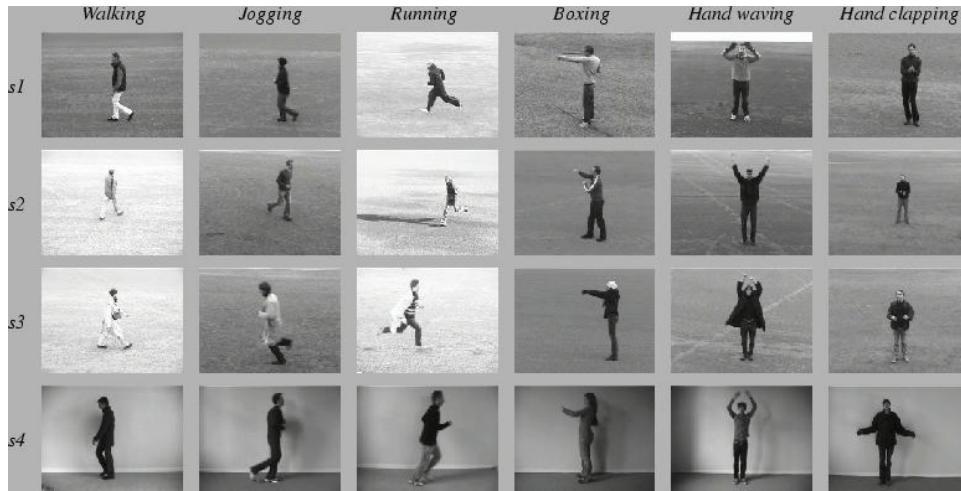 Walking Jogging Running Boxing Hand waving Hand clapping
s1
s2
s3
s4